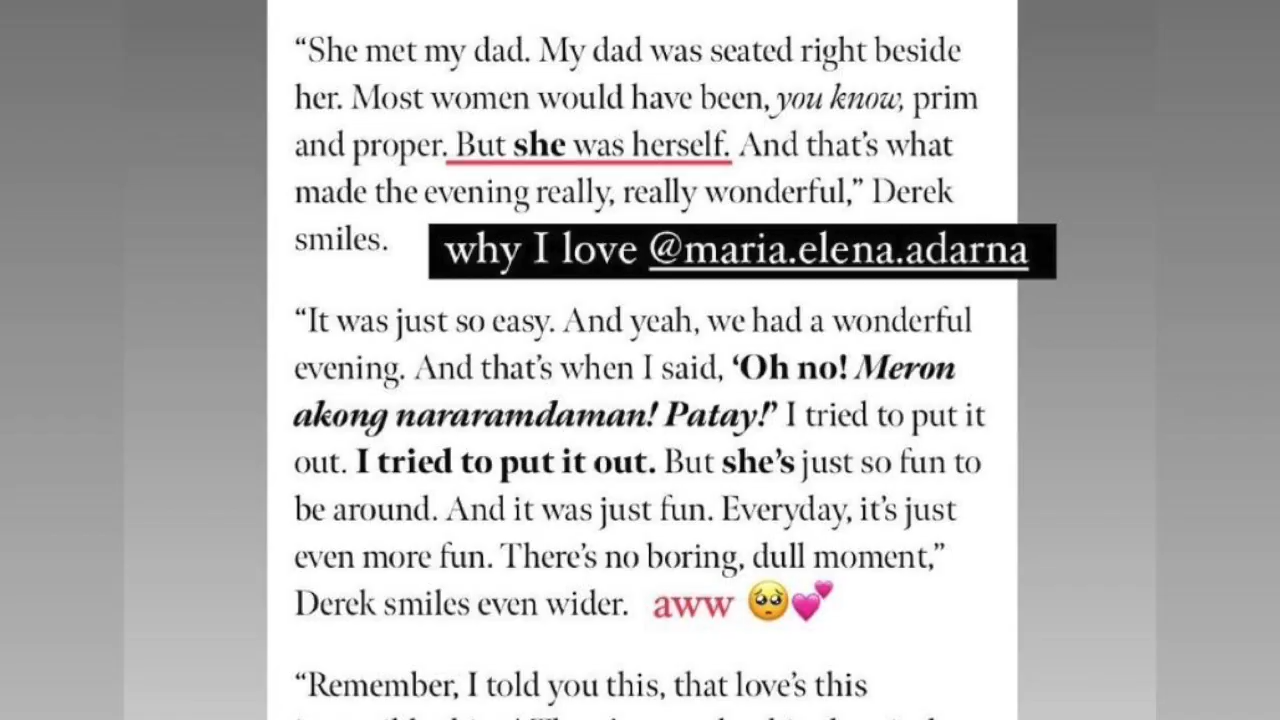 “She met my dad. My dad was seated right beside
her. Most women would have been, you know, prim
and proper. But she was herself. And that’s what
made the evening really, really wonderful,” Derek
smiles.
why I love @maria.elena.adarna
“It was just so easy. And yeah, we had a wonderful
evening. And that’s when I said, ‘Oh no! Meron
akong nararamdaman! Patay!’ I tried to put it
out. I tried to put it out. But she’s just so fun to
be around. And it was just fun. Everyday, it’s just
even more fun. There’s no boring, dull moment,”
Derek smiles even wider. aww 🥺💕
“Remember, I told you this, that love’s this